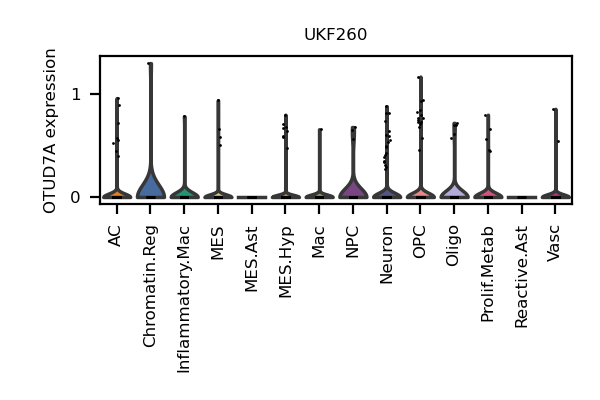 UKF260
OTUD7A expression
1
0
AC
Chromatin.Reg
Inflammatory.Mac
MES
MES.Ast
MES.Hyp
Mac
NPC
Neuron
OPC
Oligo
Prolif.Metab
Reactive.Ast
Vasc